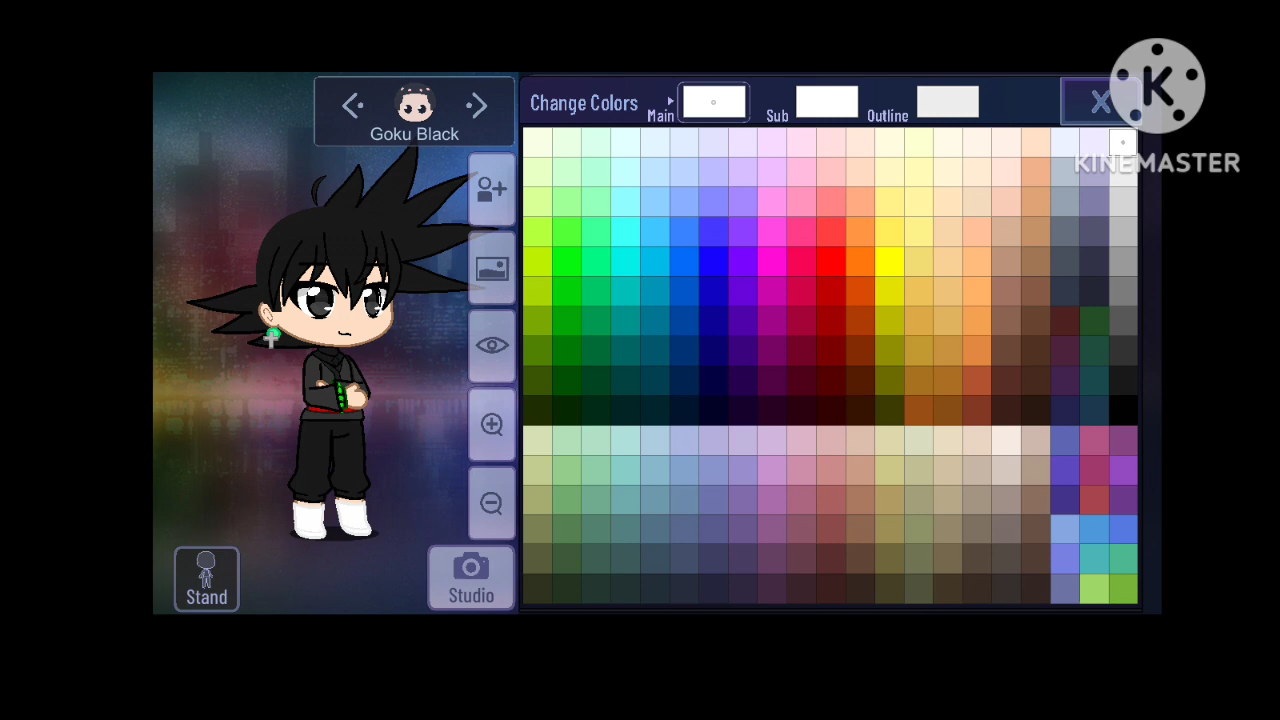 Goku Black
Change Colors
Main
Sub
Outline
X
K
KINEMASTER
Stand
Studio